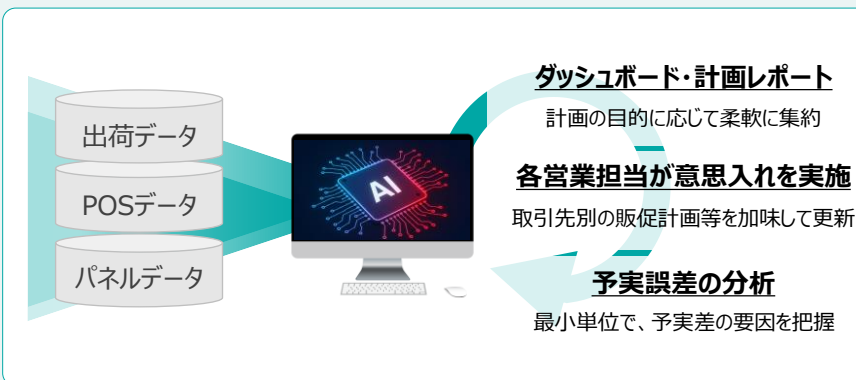 出荷データ
POSデータ
パネルデータ
AI
ダッシュボード・計画レポート
計画の目的に応じて柔軟に集約
各営業担当が意思入れを実施
取引先別の販促計画等を加味して更新
予実誤差の分析
最小単位で、予実差の要因を把握